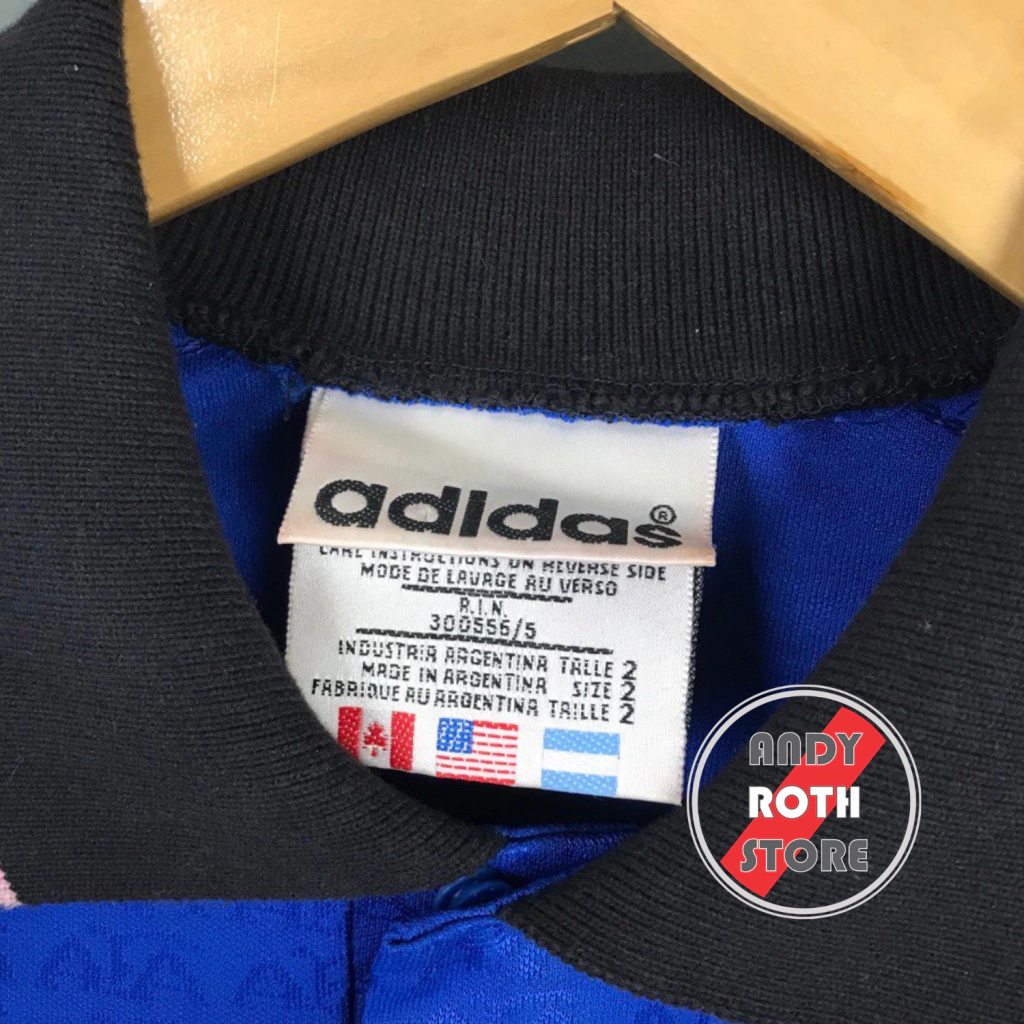 adidas®
CARE INSTRUCTIONS ON REVERSE SIDE
MODE DE LAVAGE AU VERSO
R.I.N.
300556/5
INDUSTRIA ARGENTINA TALLE 2
MADE IN ARGENTINA SIZE 2
FABRIQUE AU ARGENTINA TAILLE 2
ANDY
ROTH
STORE